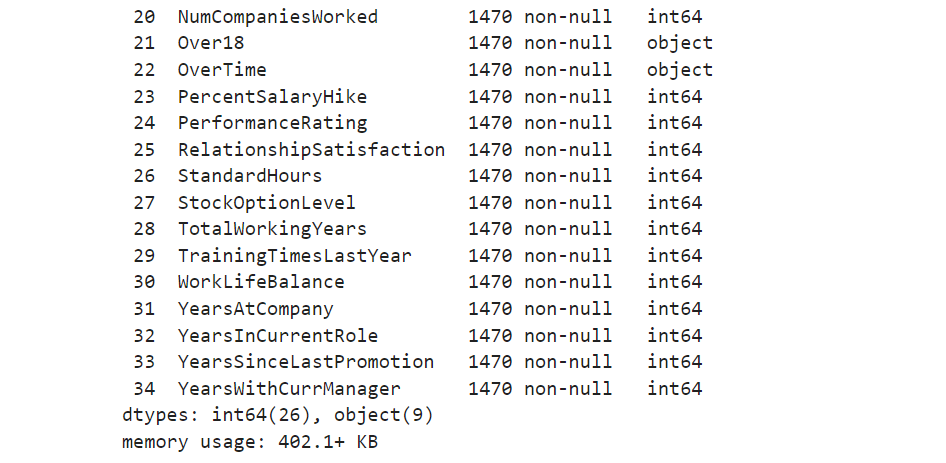 20 NumCompaniesWorked 1470 non-null int64
21 Over18 1470 non-null object
22 OverTime 1470 non-null object
23 PercentSalaryHike 1470 non-null int64
24 PerformanceRating 1470 non-null int64
25 RelationshipSatisfaction 1470 non-null int64
26 StandardHours 1470 non-null int64
27 StockOptionLevel 1470 non-null int64
28 TotalWorkingYears 1470 non-null int64
29 TrainingTimesLastYear 1470 non-null int64
30 WorkLifeBalance 1470 non-null int64
31 YearsAtCompany 1470 non-null int64
32 YearsInCurrentRole 1470 non-null int64
33 YearsSinceLastPromotion 1470 non-null int64
34 YearsWithCurrManager 1470 non-null int64
dtypes: int64(26), object(9)
memory usage: 402.1+ KB